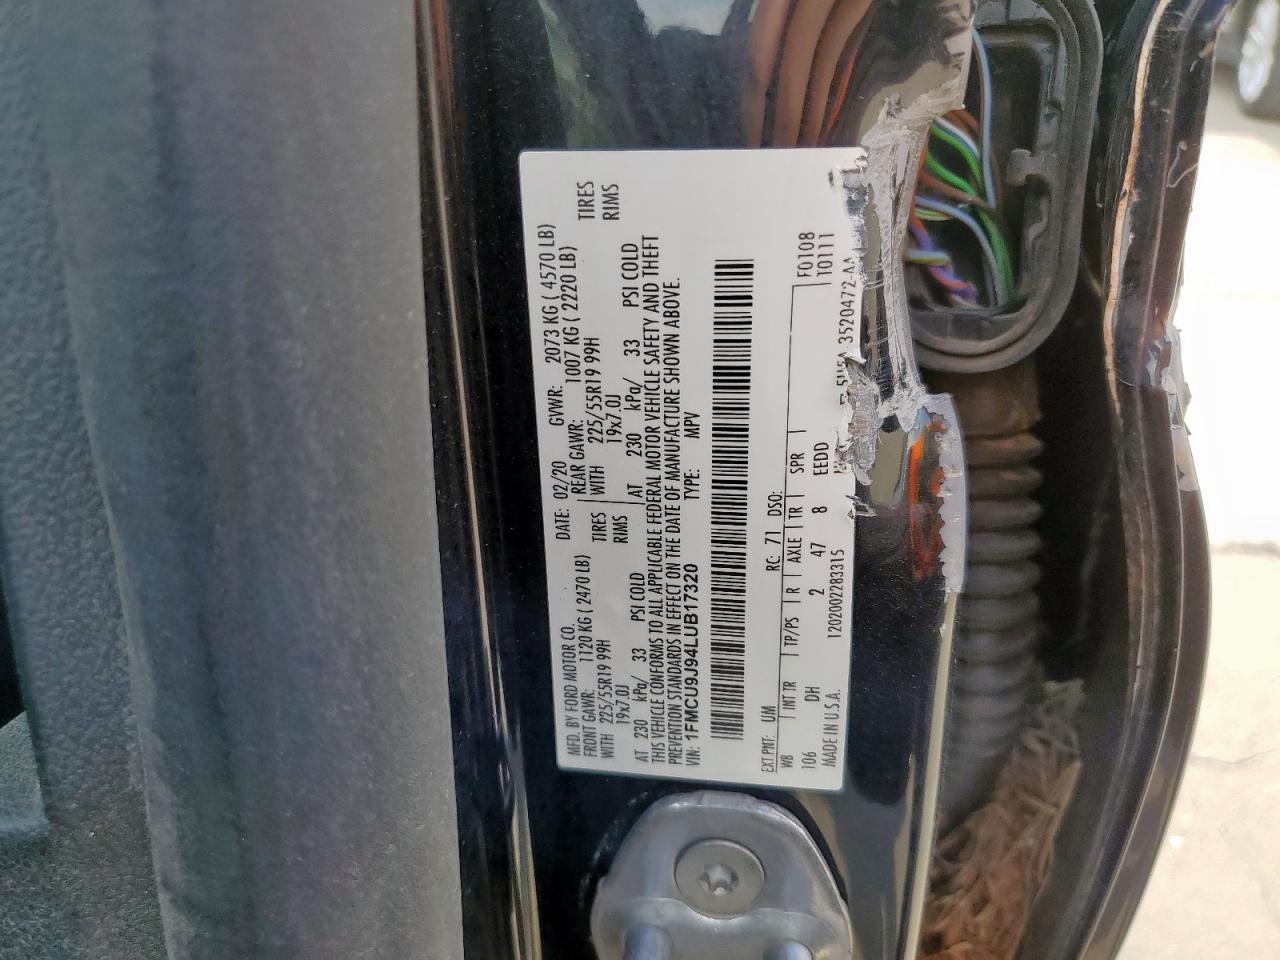 MFD. BY FORD MOTOR CO. DATE: 02/20 GVWR: 2073 KG ( 4570 LB)
FRONT GAWR: 1120 KG ( 2470 LB) REAR GAWR: 1007 KG ( 2220 LB)
WITH 225/55R19 99H TIRES WITH 225/55R19 99H TIRES
19x7.0J RIMS 19x7.0J RIMS
AT 230 kPa/ 33 PSI COLD AT 230 kPa/ 33 PSI COLD
THIS VEHICLE CONFORMS TO ALL APPLICABLE FEDERAL MOTOR VEHICLE SAFETY AND THEFT
PREVENTION STANDARDS IN EFFECT ON THE DATE OF MANUFACTURE SHOWN ABOVE.
VIN: 1FMCU9J94LUB17320 TYPE: MPV
EXT PNT: UM RC: 71 DSO: F0108
WB INT TR TP/PS R AXLE TR SPR 10111
106 DH 2 47 8 EEDD
MADE IN U.S.A. 1202002283315 3520472-AA